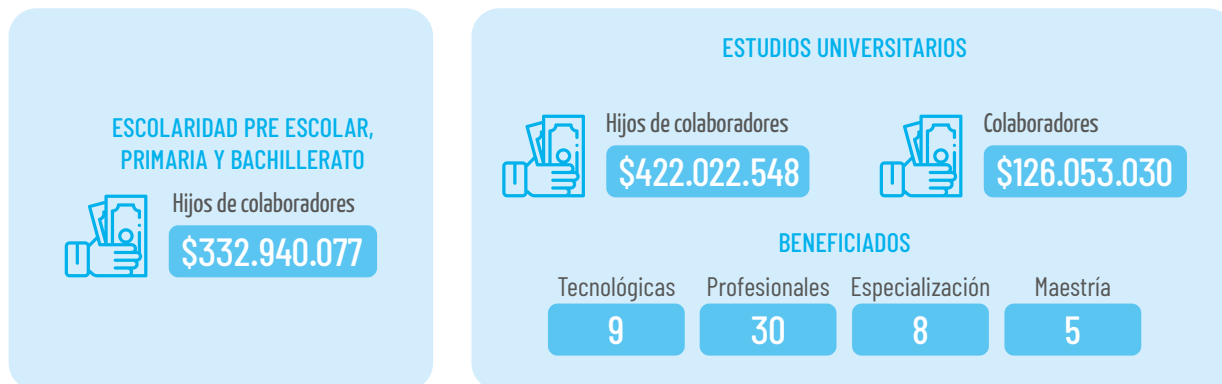 ESCOLARIDAD PRE ESCOLAR,
PRIMARIA Y BACHILLERATO
Hijos de colaboradores
$332.940.077
ESTUDIOS UNIVERSITARIOS
Hijos de colaboradores
$422.022.548
Colaboradores
$126.053.030
BENEFICIADOS
Tecnológicas
9
Profesionales
30
Especialización
8
Maestría
5